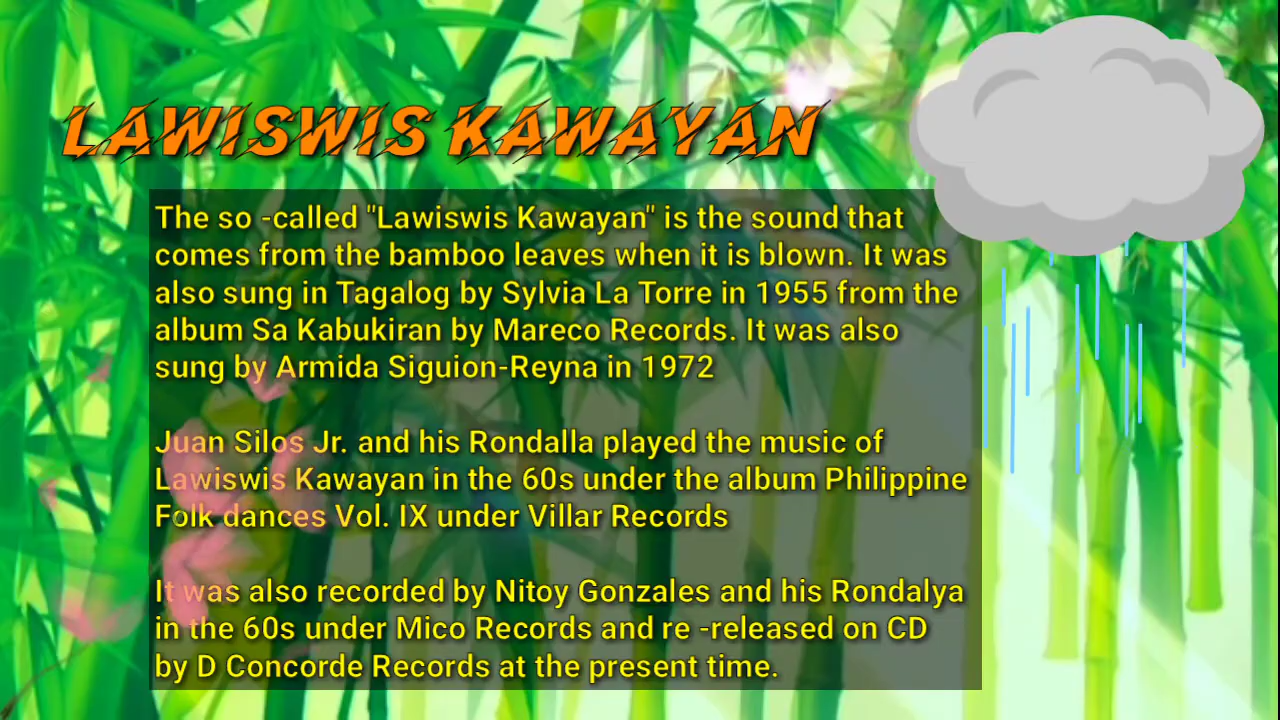 LAWISWIS KAWAYAN
The so -called "Lawiswis Kawayan" is the sound that
comes from the bamboo leaves when it is blown. It was
also sung in Tagalog by Sylvia La Torre in 1955 from the
album Sa Kabukiran by Mareco Records. It was also
sung by Armida Siguion-Reyna in 1972
Juan Silos Jr. and his Rondalla played the music of
Lawiswis Kawayan in the 60s under the album Philippine
Folk dances Vol. IX under Villar Records
It was also recorded by Nitoy Gonzales and his Rondalya
in the 60s under Mico Records and re -released on CD
by D Concorde Records at the present time.